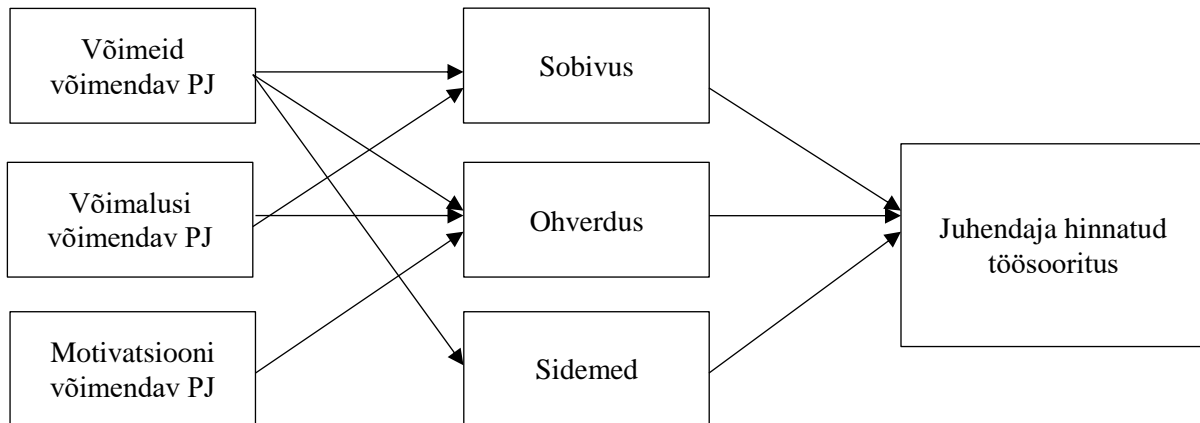 Võimeid
võimendav PJ
Sobivus
Võimalusi
võimendav PJ
Ohverdus
Juhendaja hinnatud
töösooritus
Motivatsiooni
võimendav PJ
Sidemed